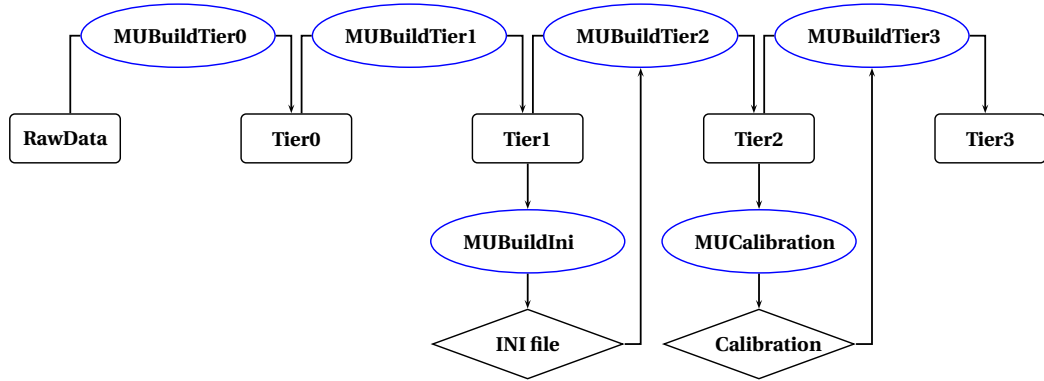 MUBuildTier0
MUBuildTier1
MUBuildTier2
MUBuildTier3
RawData
Tier0
Tier1
Tier2
Tier3
MUBuildIni
MUCalibration
INI file
Calibration